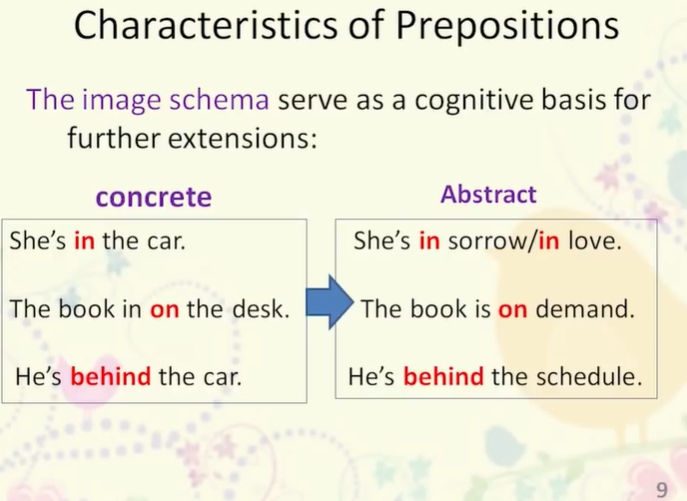 Characteristics of Prepositions
The image schema serve as a cognitive basis for
further extensions:
concrete
Abstract
She's in the car.
She's in sorrow/in love.
The book in on the desk.
The book is on demand.
He's behind the car.
He's behind the schedule.
9